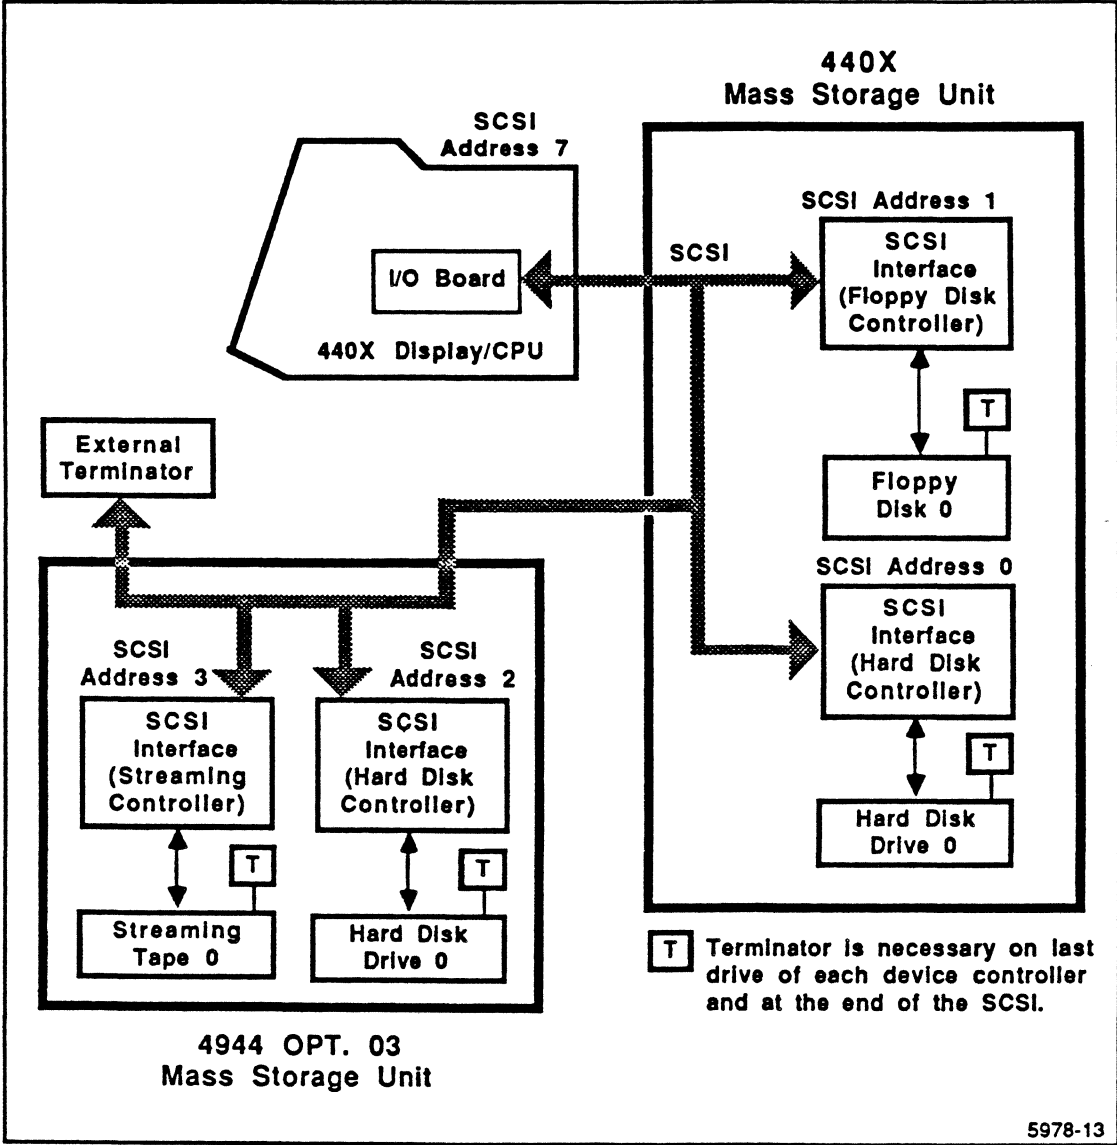 440X
Mass Storage Unit
SCSI
Address 7
SCSI Address 1
SCSI
Interface
(Floppy Disk
Controller)
SCSI
I/O Board
440X Display/CPU
T
External
Terminator
Floppy
Disk 0
SCSI Address 0
SCSI
Interface
(Hard Disk
Controller)
SCSI
Address 3
SCSI
Address 2
SCSI
Interface
(Streaming
Controller)
SCSI
Interface
(Hard Disk
Controller)
T
Hard Disk
Drive 0
T
T
Streaming
Tape 0
Hard Disk
Drive 0
T Terminator is necessary on last
drive of each device controller
and at the end of the SCSI.
4944 OPT. 03
Mass Storage Unit
5978-13